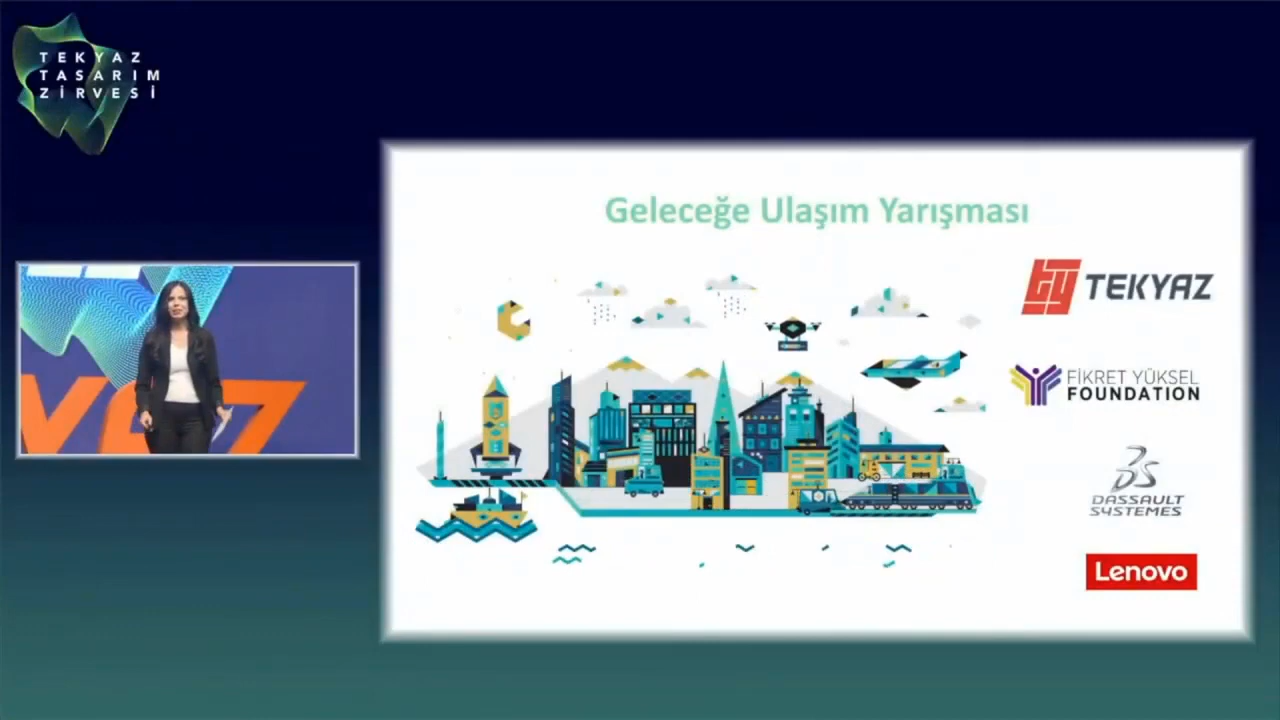 TEKYAZ
TASARIM
ZİRVESİ
Geleceğe Ulaşım Yarışması
TEKYAZ
FİKRET YÜKSEL
FOUNDATION
DASSAULT
SYSTEMES
Lenovo